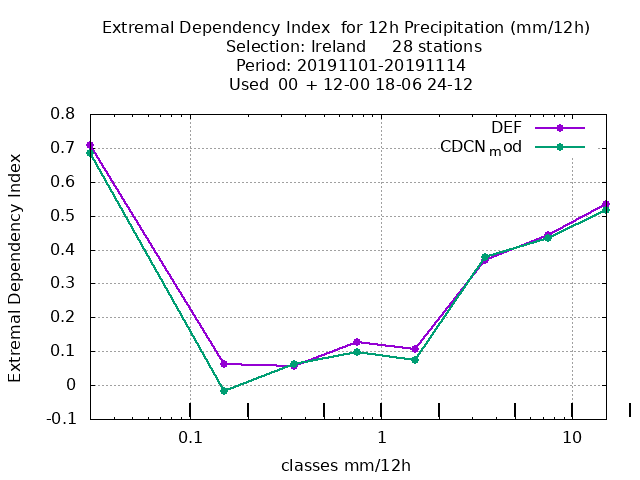 Extremal Dependency Index  for 12h Precipitation (mm/12h)
Selection: Ireland     28 stations
Period: 20191101-20191114
Used  00 + 12-00 18-06 24-12
DEF
CDCNmod
0.8
0.7
0.6
0.5
0.4
0.3
0.2
0.1
0
-0.1
Extremal Dependency Index
0.1
1
10
classes mm/12h